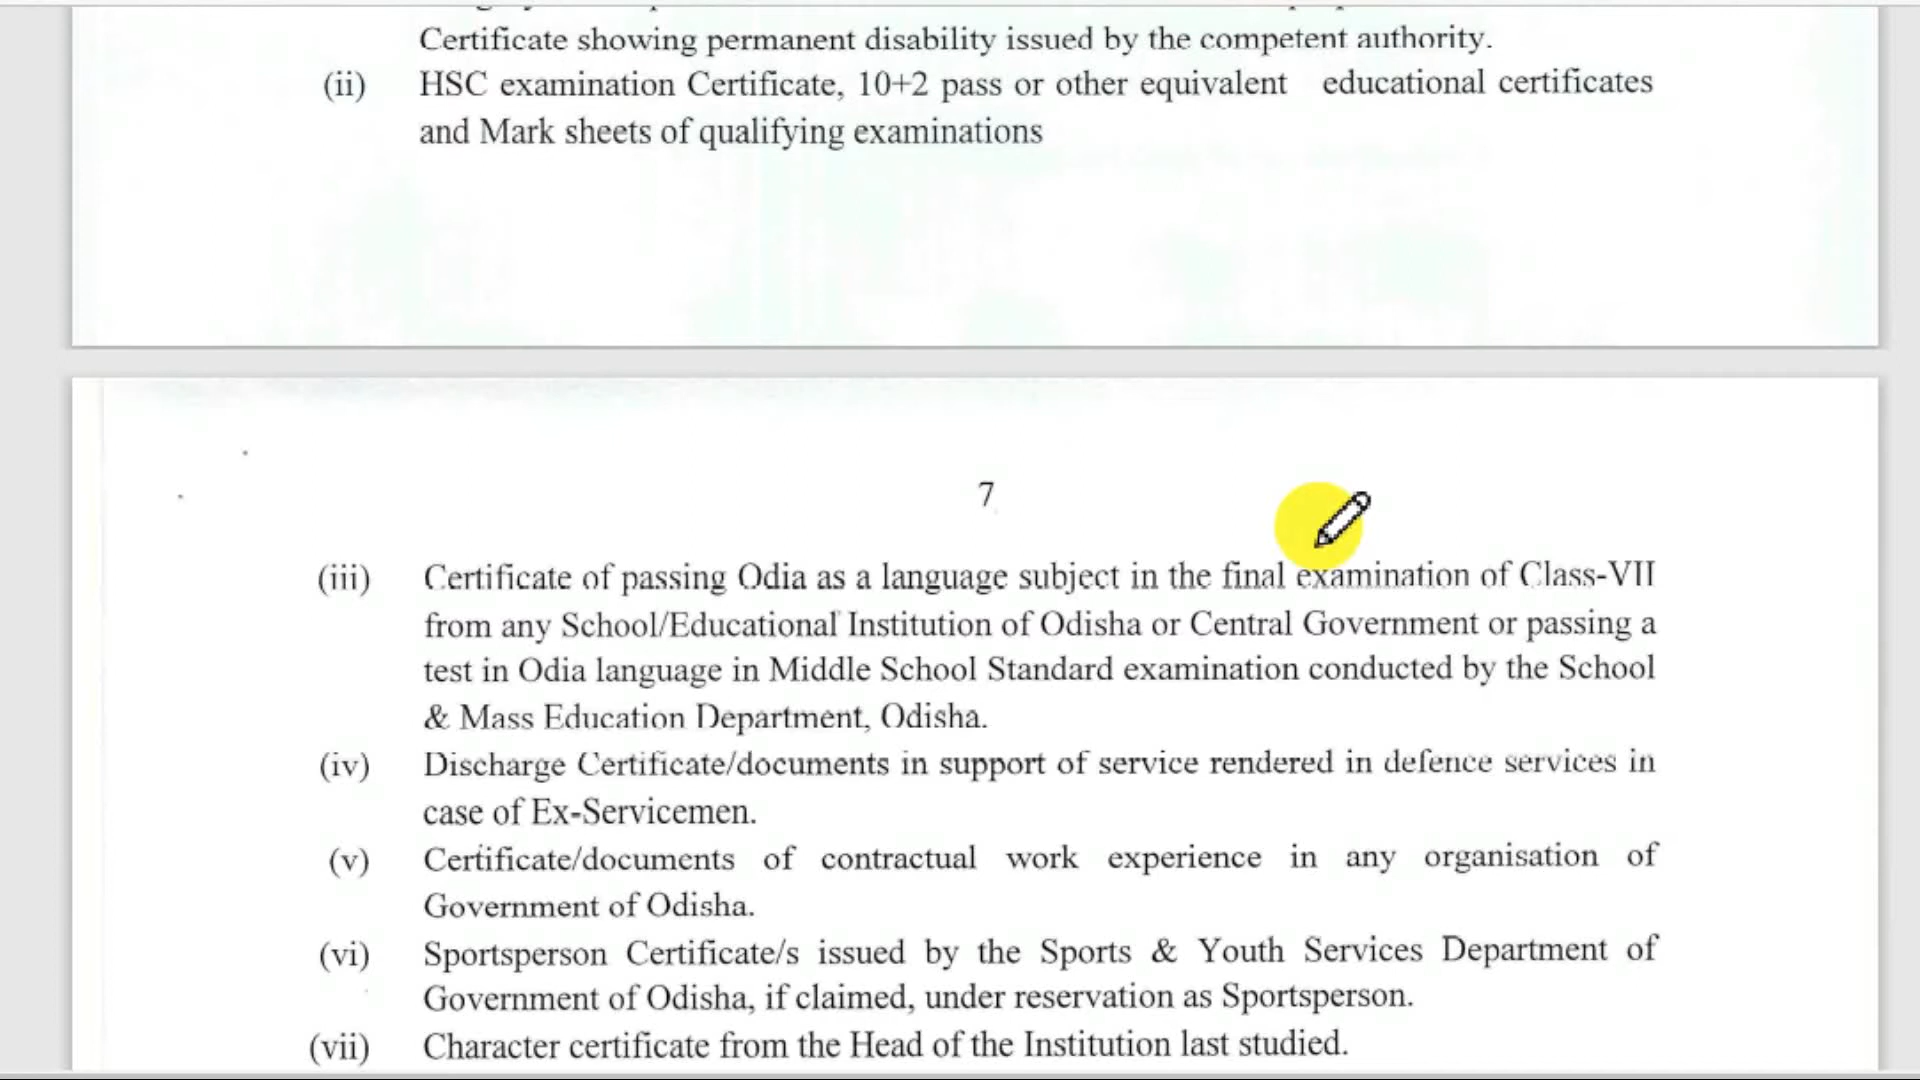 Certificate showing permanent disability issued by the competent authority.
(ii) HSC examination Certificate, 10+2 pass or other equivalent educational certificates
and Mark sheets of qualifying examinations
7
(iii) Certificate of passing Odia as a language subject in the final examination of Class-VII
from any School/Educational Institution of Odisha or Central Government or passing a
test in Odia language in Middle School Standard examination conducted by the School
& Mass Education Department, Odisha.
(iv) Discharge Certificate/documents in support of service rendered in defence services in
case of Ex-Servicemen.
(v) Certificate/documents of contractual work experience in any organisation of
Government of Odisha.
(vi) Sportsperson Certificate/s issued by the Sports & Youth Services Department of
Government of Odisha, if claimed, under reservation as Sportsperson.
(vii) Character certificate from the Head of the Institution last studied.